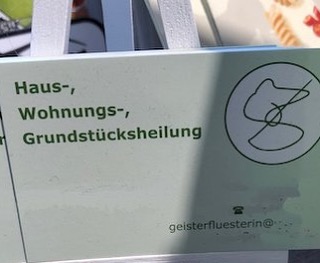 Haus-,
Wohnungs-,
Grundstücksheilung
geisterfluesterin@